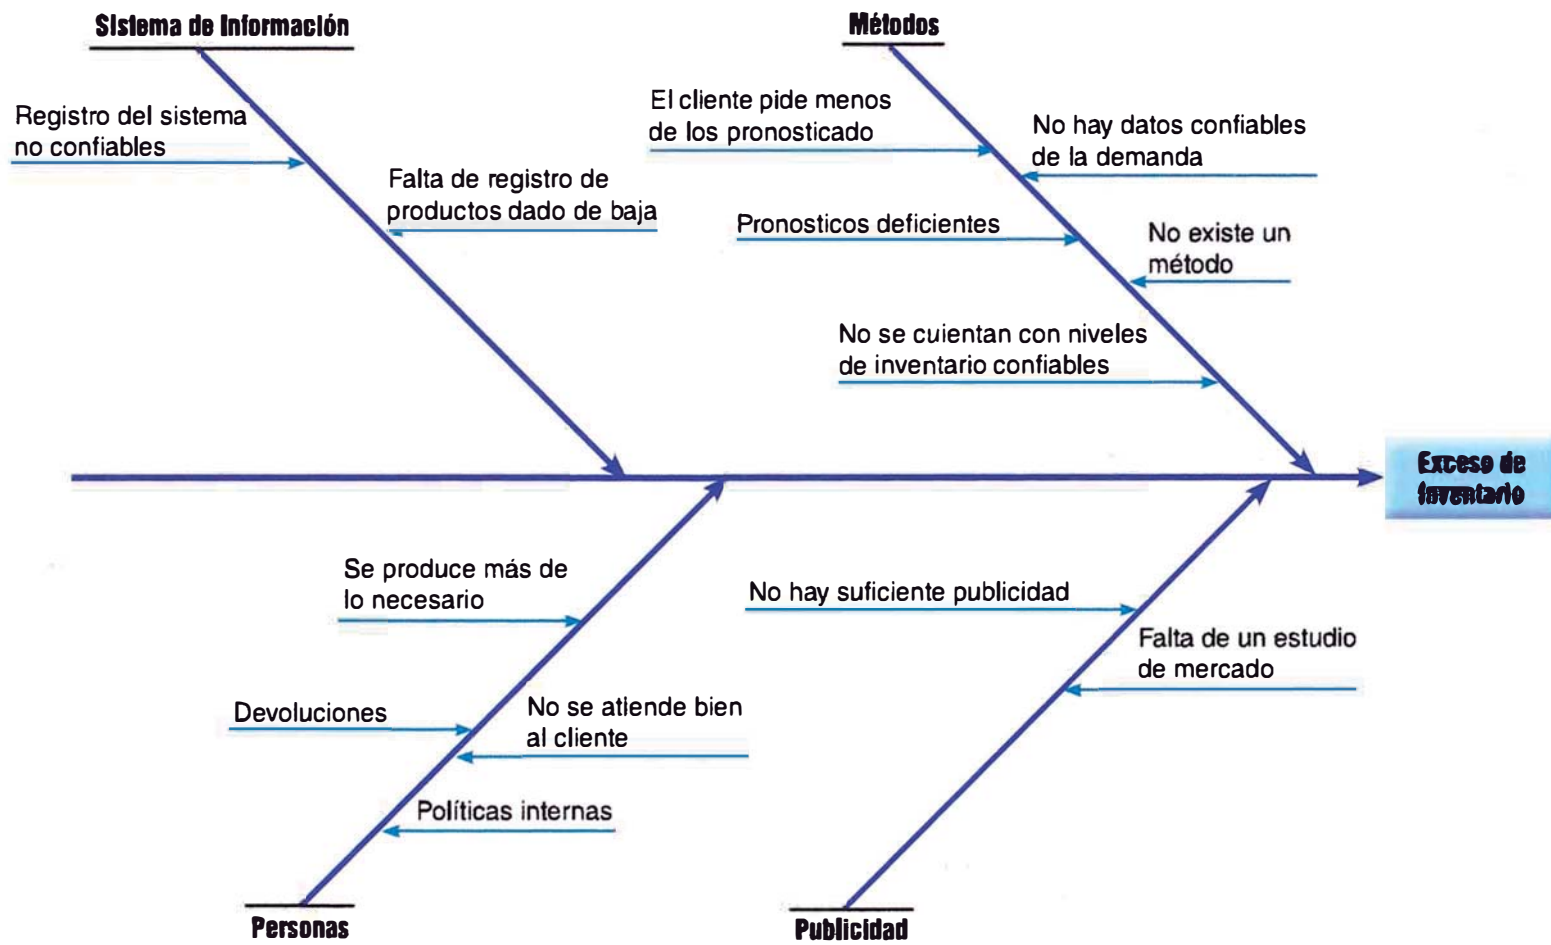 Sistema de Información
Métodos
Registro del sistema
no confiables
Falta de registro de
productos dado de baja
El cliente pide menos
de los pronosticado
No hay datos confiables
de la demanda
Pronosticos deficientes
No existe un
método
No se cuientan con niveles
de inventario confiables
Exceso de
Inventario
Se produce más de
lo necesario
Devoluciones
No se atiende bien
al cliente
Políticas internas
No hay suficiente publicidad
Falta de un estudio
de mercado
Personas
Publicidad